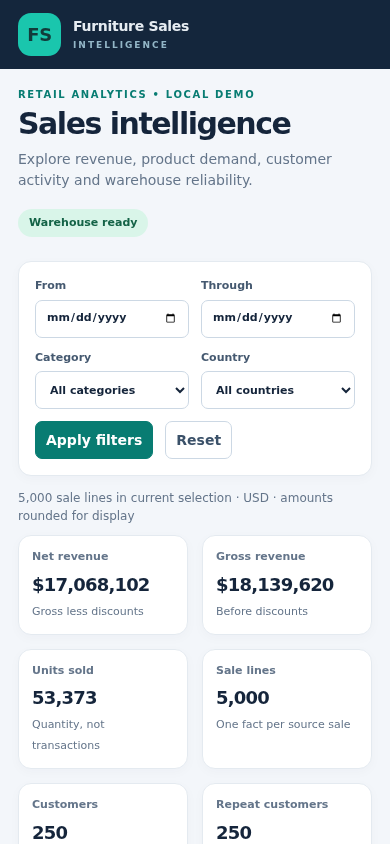 FS
Furniture Sales
INTELLIGENCE
RETAIL ANALYTICS • LOCAL DEMO
Sales intelligence
Explore revenue, product demand, customer
activity and warehouse reliability.
Warehouse ready
From Through
mm/dd/yyyy mm/dd/yyyy
Category Country
All categories All countries
Apply filters Reset
5,000 sale lines in current selection · USD · amounts
rounded for display
Net revenue Gross revenue
$17,068,102 $18,139,620
Gross less discounts Before discounts
Units sold Sale lines
53,373 5,000
Quantity, not One fact per source sale
transactions
Customers Repeat customers
250 250